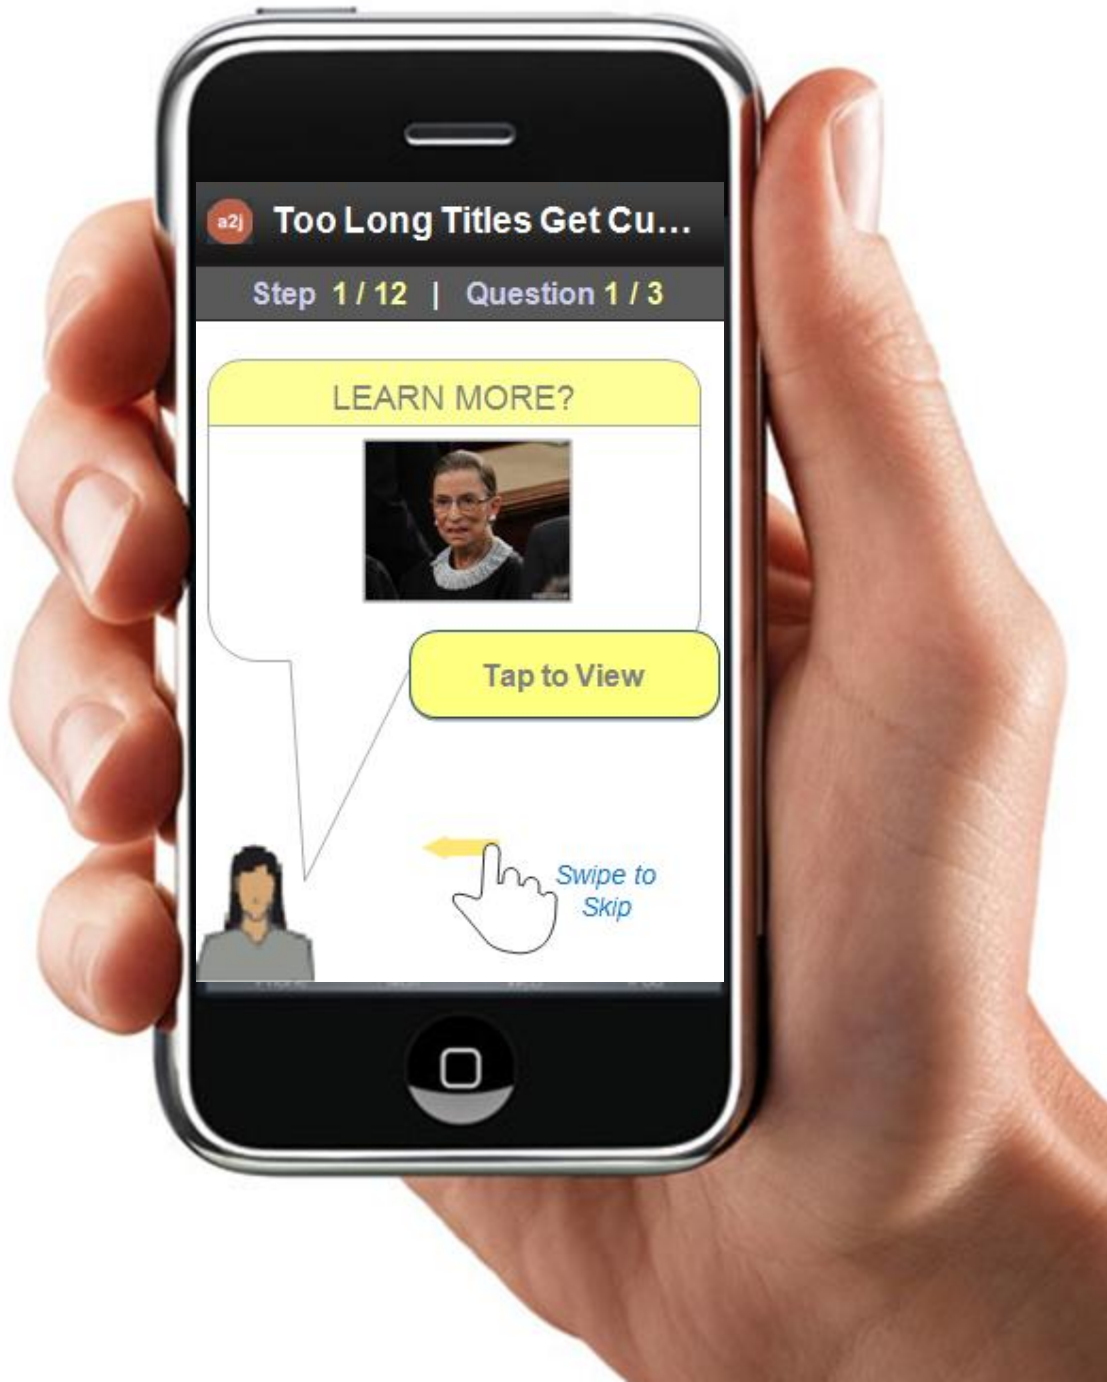 a2j
Too Long Titles Get Cu...
Step 1 / 12 | Question 1 / 3
LEARN MORE?
Tap to View
Swipe to
Skip